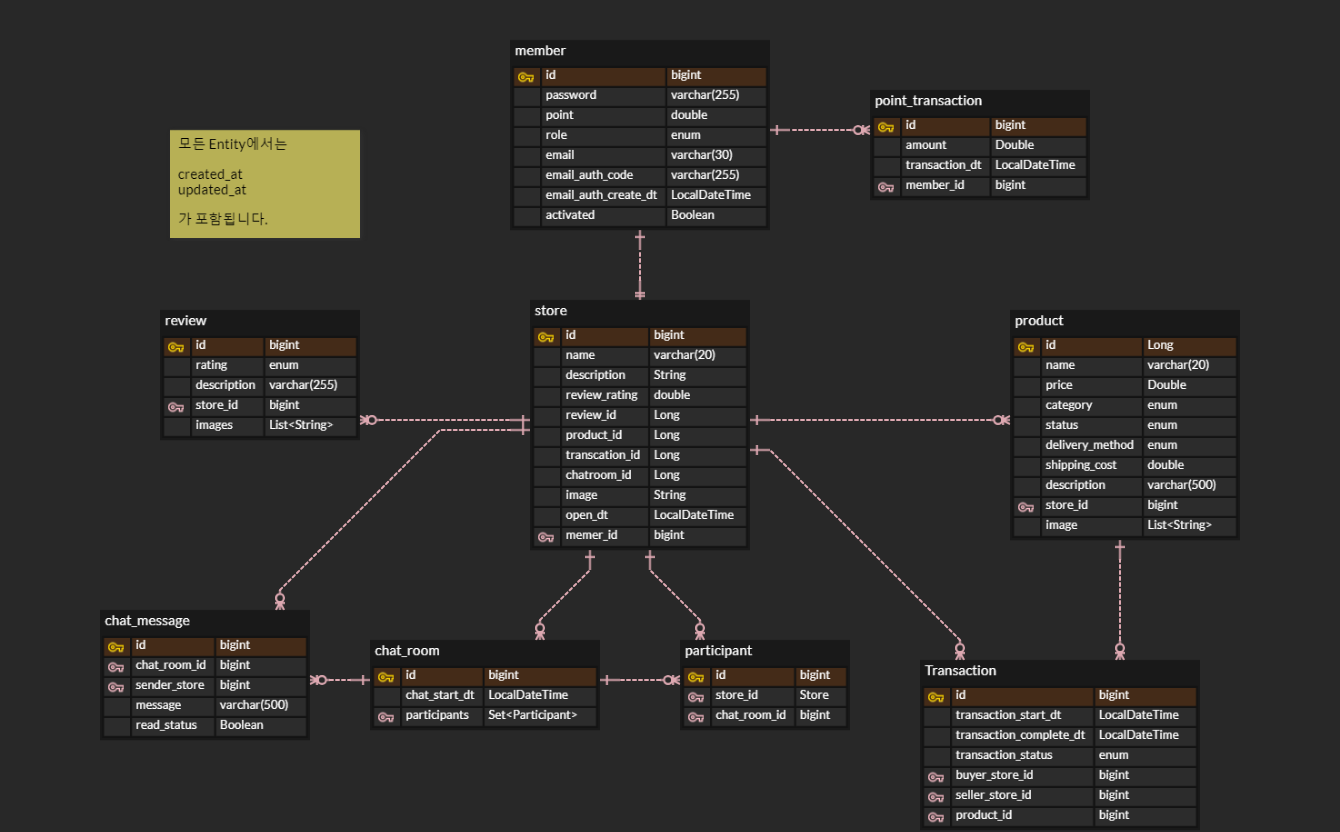 member
id bigint
password varchar(255)
point double
role enum
email varchar(30)
email_auth_code varchar(255)
email_auth_create_dt LocalDateTime
activated Boolean
point_transaction
id bigint
amount Double
transaction_dt LocalDateTime
member_id bigint
모든 Entity에서는
created_at
updated_at
가 포함됩니다.
review
id bigint
rating enum
description varchar(255)
store_id bigint
images List<String>
store
id bigint
name varchar(20)
description String
review_rating double
review_id Long
product_id Long
transcation_id Long
chatroom_id Long
image String
open_dt LocalDateTime
memer_id bigint
product
id Long
name varchar(20)
price Double
category enum
status enum
delivery_method enum
shipping_cost double
description varchar(500)
store_id bigint
image List<String>
chat_message
id bigint
chat_room_id bigint
sender_store bigint
message varchar(500)
read_status Boolean
chat_room
id bigint
chat_start_dt LocalDateTime
participants Set<Participant>
participant
id bigint
store_id Store
chat_room_id bigint
Transaction
id bigint
transaction_start_dt LocalDateTime
transaction_complete_dt LocalDateTime
transaction_status enum
buyer_store_id bigint
seller_store_id bigint
product_id bigint